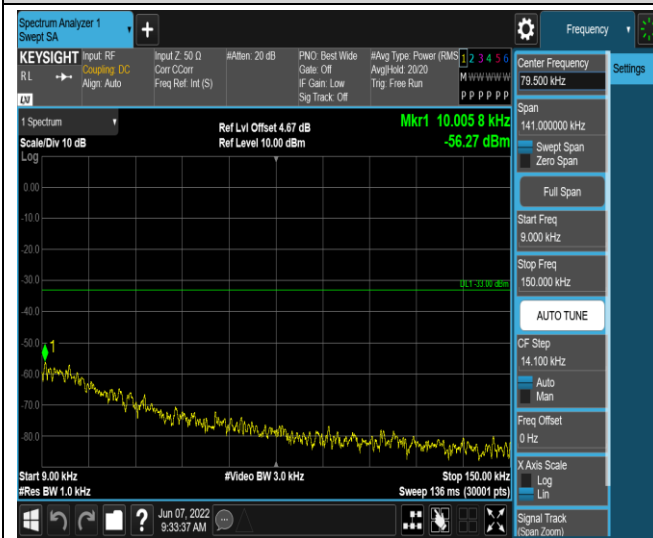 Spectrum Analyzer 1
Swept SA
+
Frequency
KEYSIGHT
RL
LXI
Input: RF
Coupling: DC
Align: Auto
Input Z: 50 Ω
Corr CCorr
Freq Ref: Int (S)
#Atten: 20 dB
PNO: Best Wide
Gate: Off
IF Gain: Low
Sig Track: Off
#Avg Type: Power (RMS
Avg|Hold: 20/20
Trig: Free Run
1 2 3 4 5 6
M W W W W W
P P P P P P
Center Frequency
79.500 kHz
Settings
Span
141.000000 kHz
Swept Span
Zero Span
Full Span
Start Freq
9.000 kHz
Stop Freq
150.000 kHz
AUTO TUNE
CF Step
14.100 kHz
Auto
Man
Freq Offset
0 Hz
X Axis Scale
Log
Lin
Signal Track
(Span Zoom)
1 Spectrum
Scale/Div 10 dB
Log
Ref Lvl Offset 4.67 dB
Ref Level 10.00 dBm
Mkr1 10.005 8 kHz
-56.27 dBm
0.00
-10.0
-20.0
-30.0
DL1 -33.00 dBm
-40.0
-50.0
1
-60.0
-70.0
-80.0
Start 9.00 kHz
#Res BW 1.0 kHz
#Video BW 3.0 kHz
Stop 150.00 kHz
Sweep 136 ms (30001 pts)
?
Jun 07, 2022
9:33:37 AM